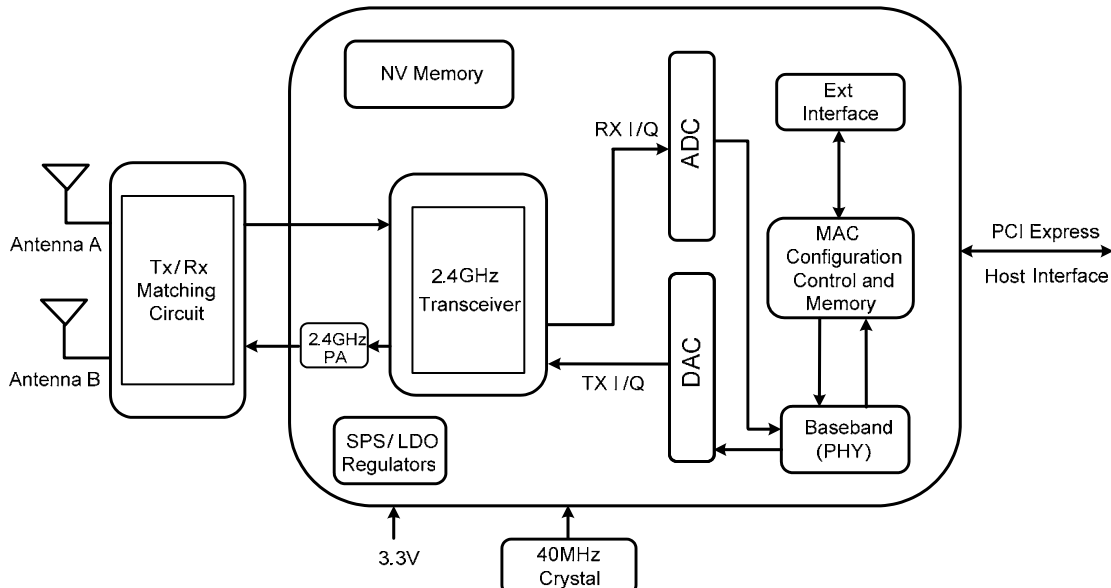 NV Memory
Ext
Interface
RX I/Q
ADC
Antenna A
Tx/Rx
Matching
Circuit
2.4GHz
Transceiver
MAC
Configuration
Control and
Memory
PCI Express
Host Interface
Antenna B
2.4GHz
PA
TX I/Q
DAC
Baseband
(PHY)
SPS/LDO
Regulators
3.3V
40MHz
Crystal